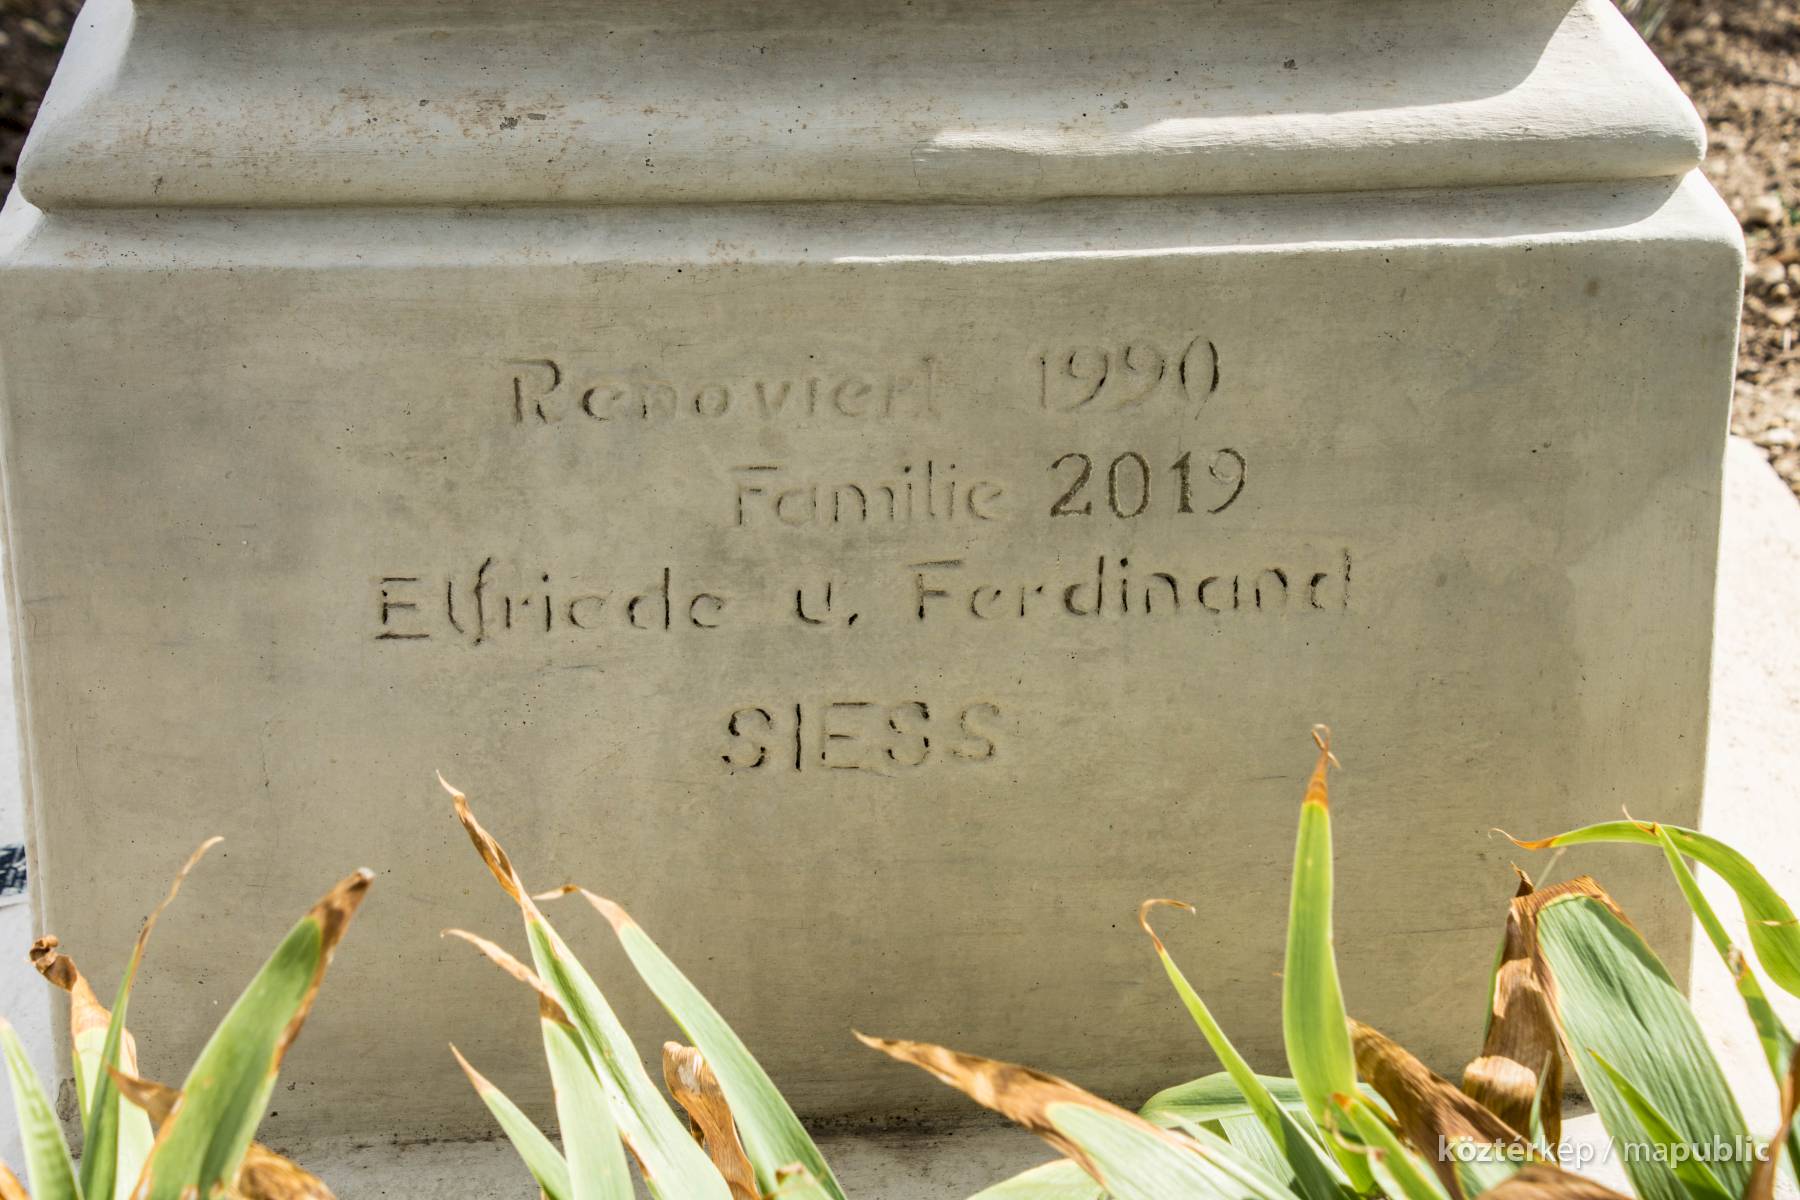 Renoviert 1990
Familie 2019
Elfriede u. Ferdinand
SIESS
köztérkép / mapublic